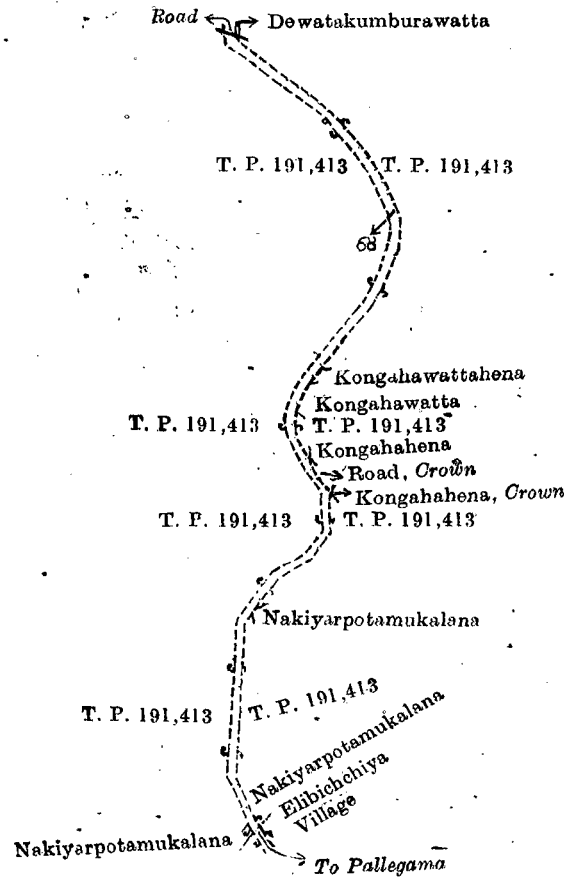 Road Dewatakumburawatta
T. P. 191,413 T. P. 191,413
68
Kongahawattahena
Kongahawatta
T. P. 191,413 T. P. 191,413
Kongahahena
Road, Crown
Kongahahena, Crown
T. P. 191,413 T. P. 191,413
Nakiyarpotamukalana
T. P. 191,413 T. P. 191,413
Nakiyarpotamukalana
Elibichchiya
Village
Nakiyarpotamukalana
To Pallegama